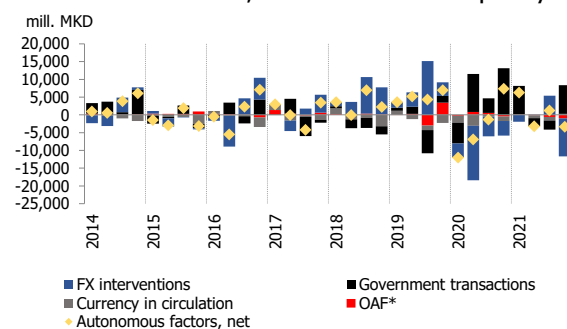 mill. MKD
20,000
15,000
10,000
5,000
0
-5,000
-10,000
-15,000
-20,000
-25,000
2014 2015 2016 2017 2018 2019 2020 2021
FX interventions Government transactions
Currency in circulation OAF*
Autonomous factors, net